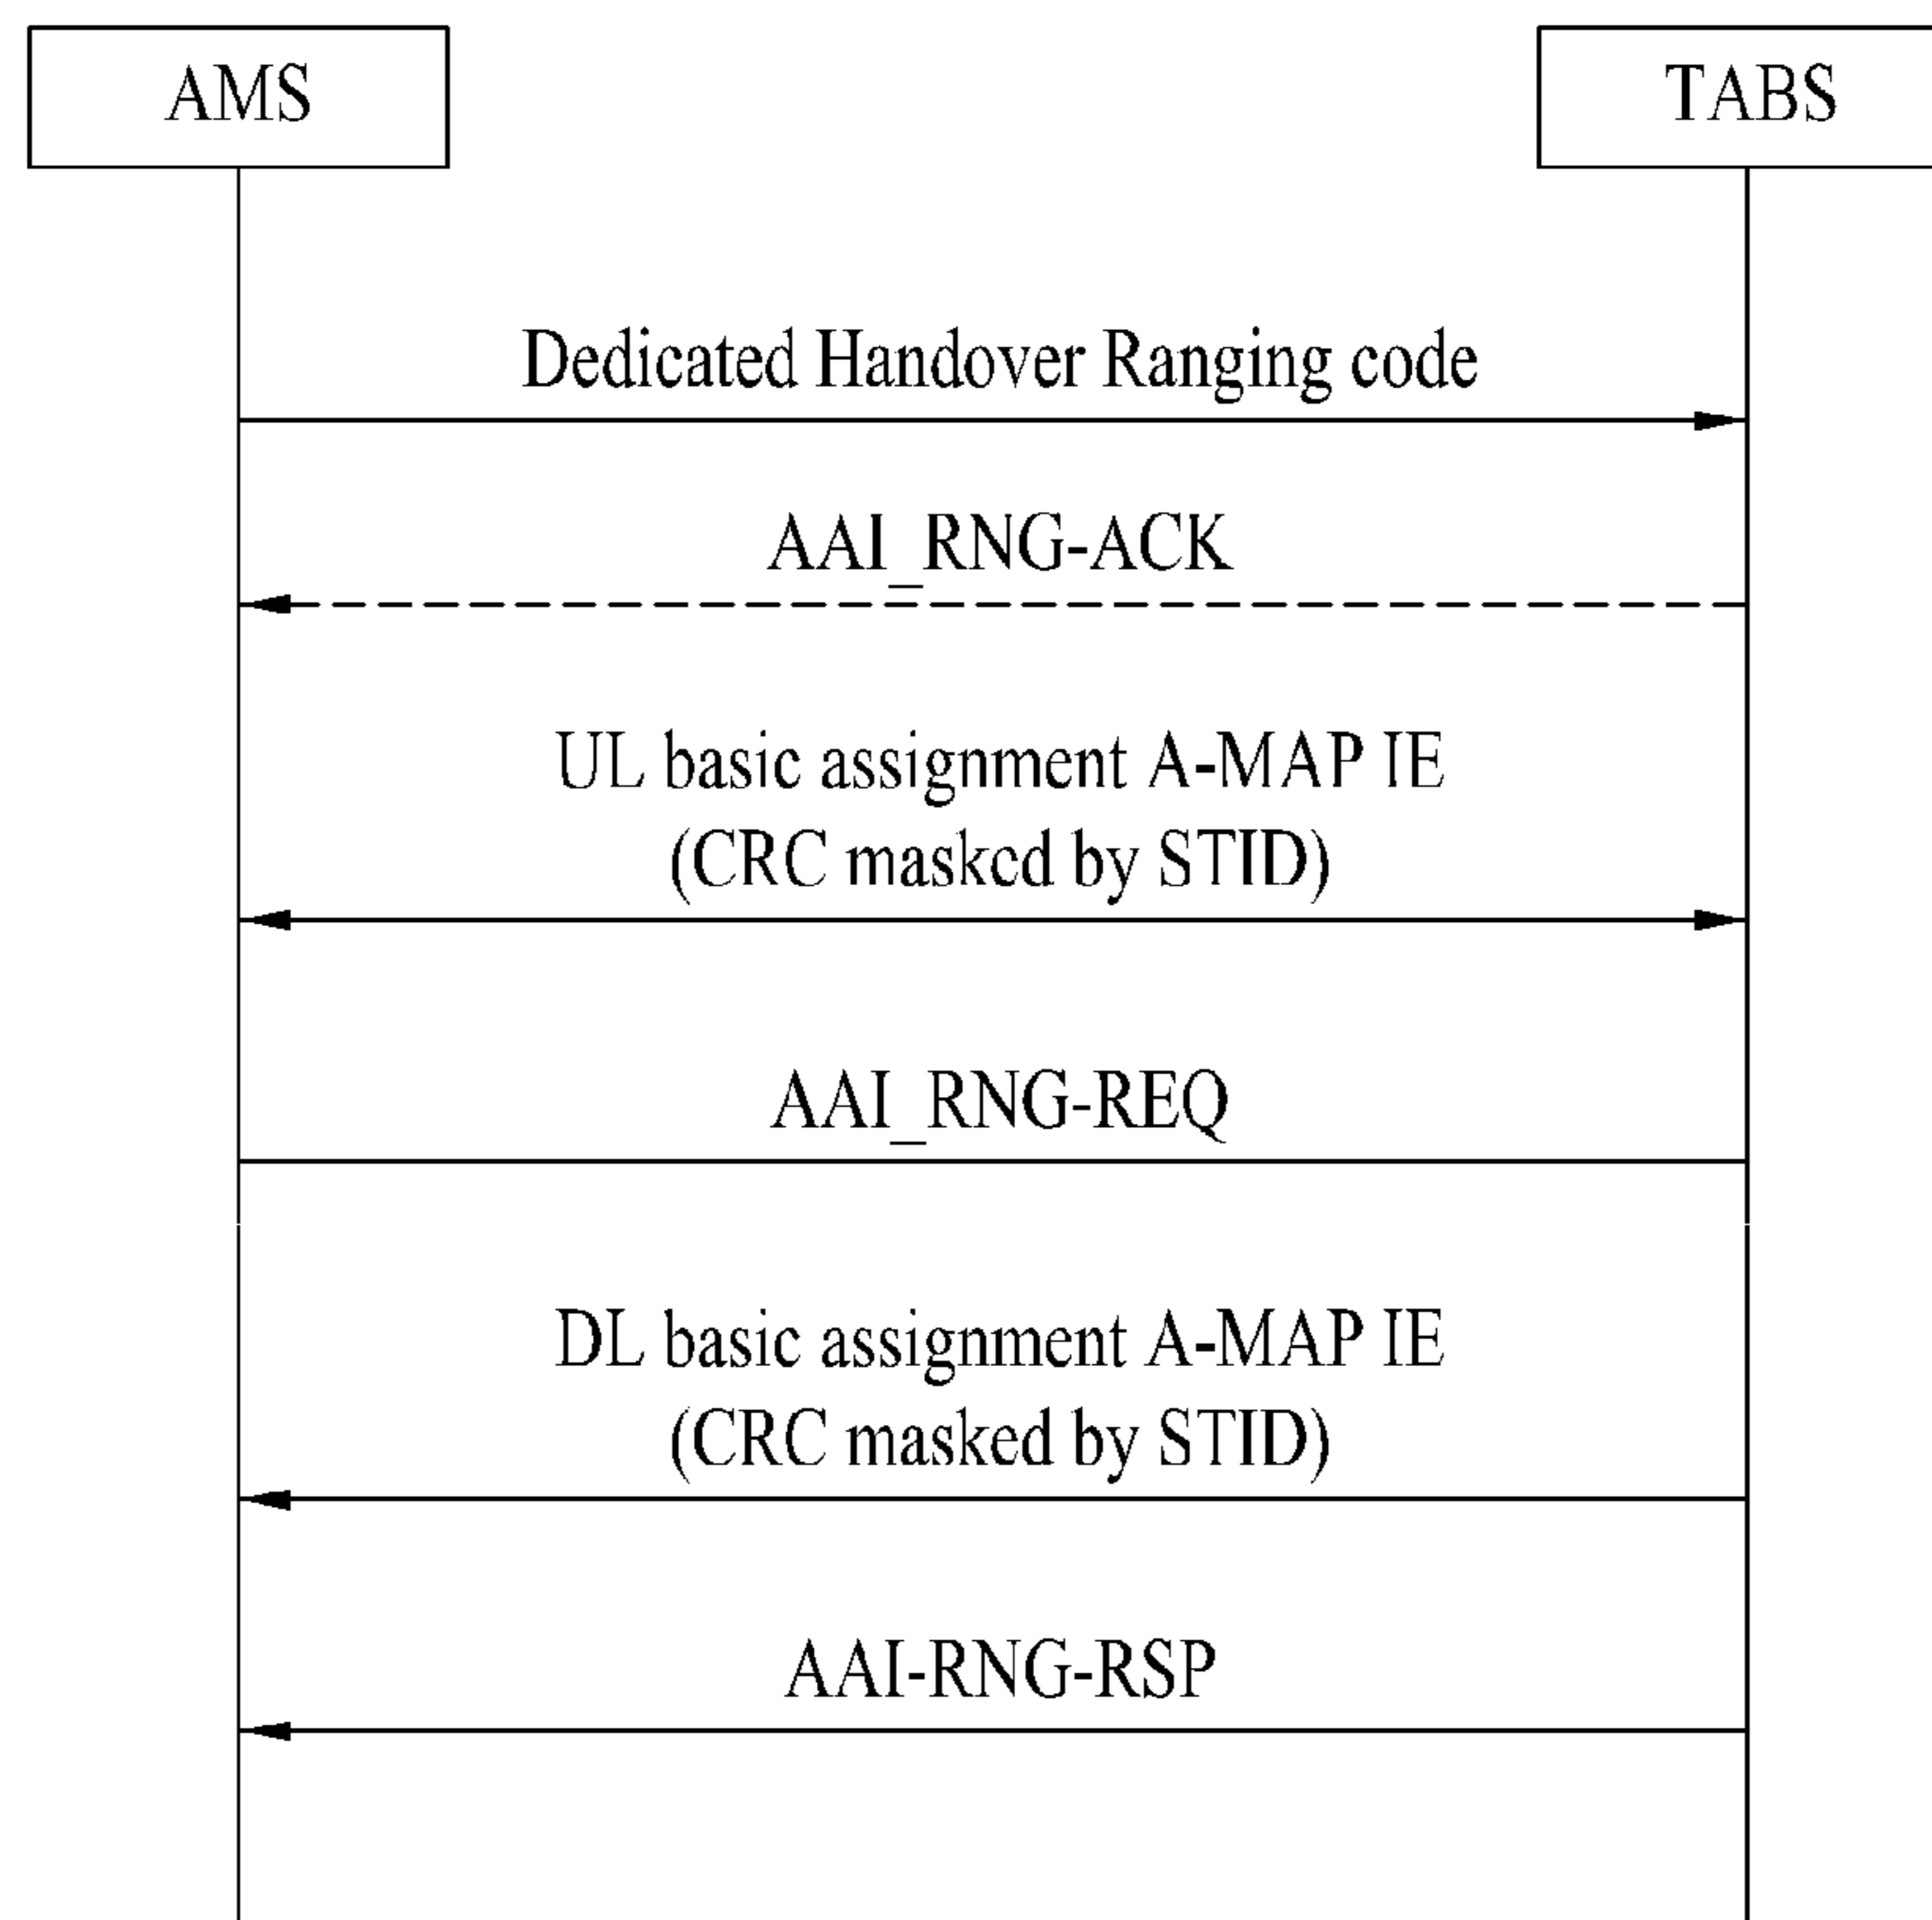 AMS
TABS
Dedicated Handover Ranging code
AAI_RNG-ACK
UL basic assignment A-MAP IE
(CRC maskcd by STID)
AAI_RNG-REQ
DL basic assignment A-MAP IE
(CRC masked by STID)
AAI-RNG-RSP